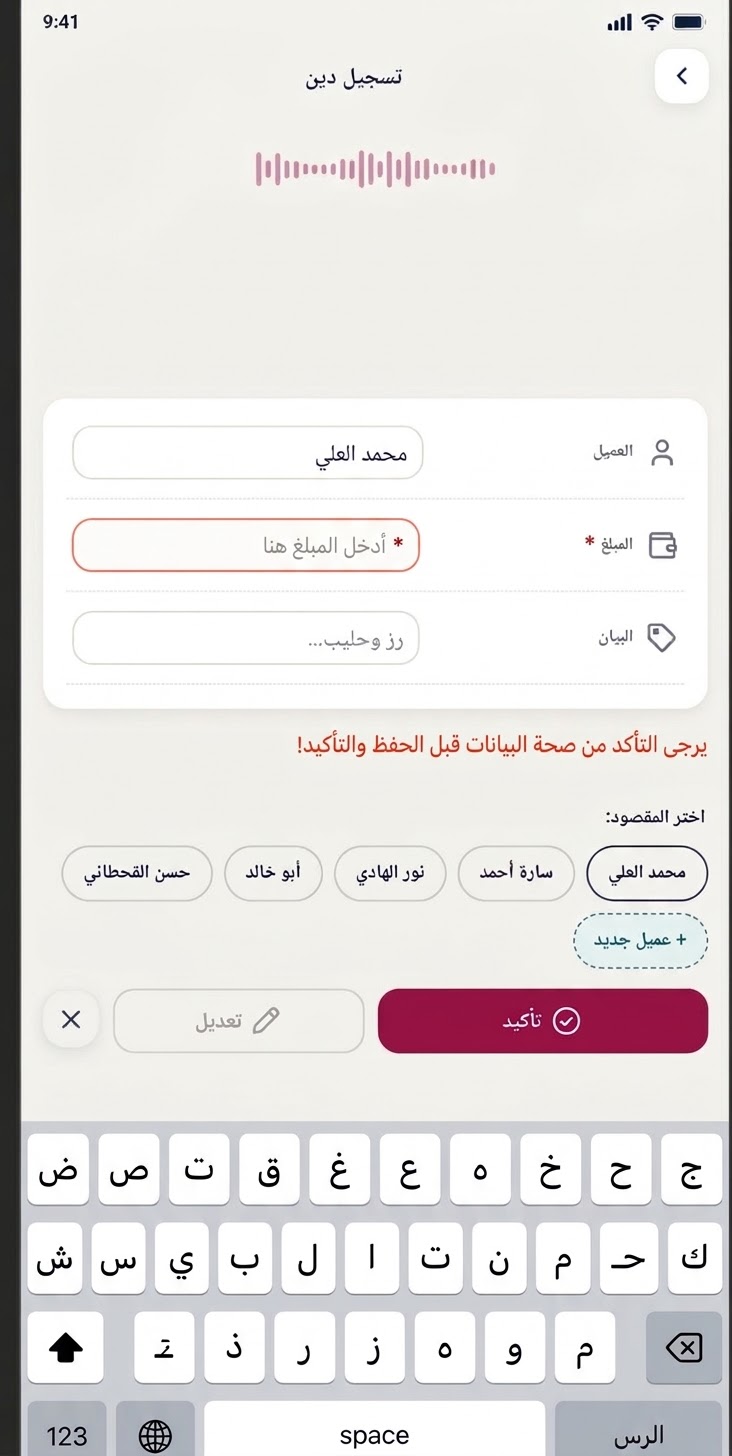 9:41
تسجيل دين
العميل
محمد العلي
المبلغ *
* أدخل المبلغ هنا
البيان
رز وحليب...
يرجى التأكد من صحة البيانات قبل الحفظ والتأكيد!
اختر المقصود:
محمد العلي سارة أحمد نور الهادي أبو خالد حسن القحطاني
+ عميل جديد
تأكيد تعديل
ج ح خ ه ع غ ق ت ص ض
ك حـ م ن ت ا ل ب ي س ش
م و ه ز ر ذ
الرس space 123